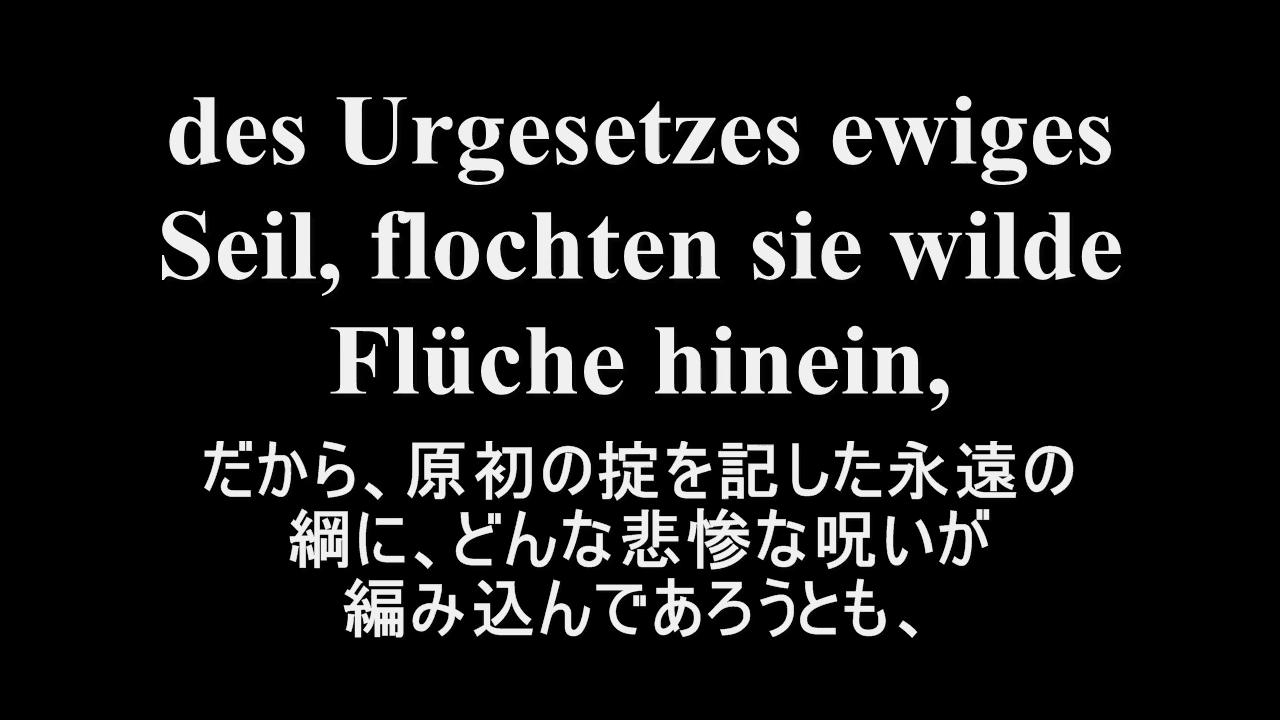 des Urgesetzes ewiges
Seil, flochten sie wilde
Flüche hinein,
だから、原初の掟を記した永遠の
綱に、どんな悲惨な呪いが
編み込んであろうとも、